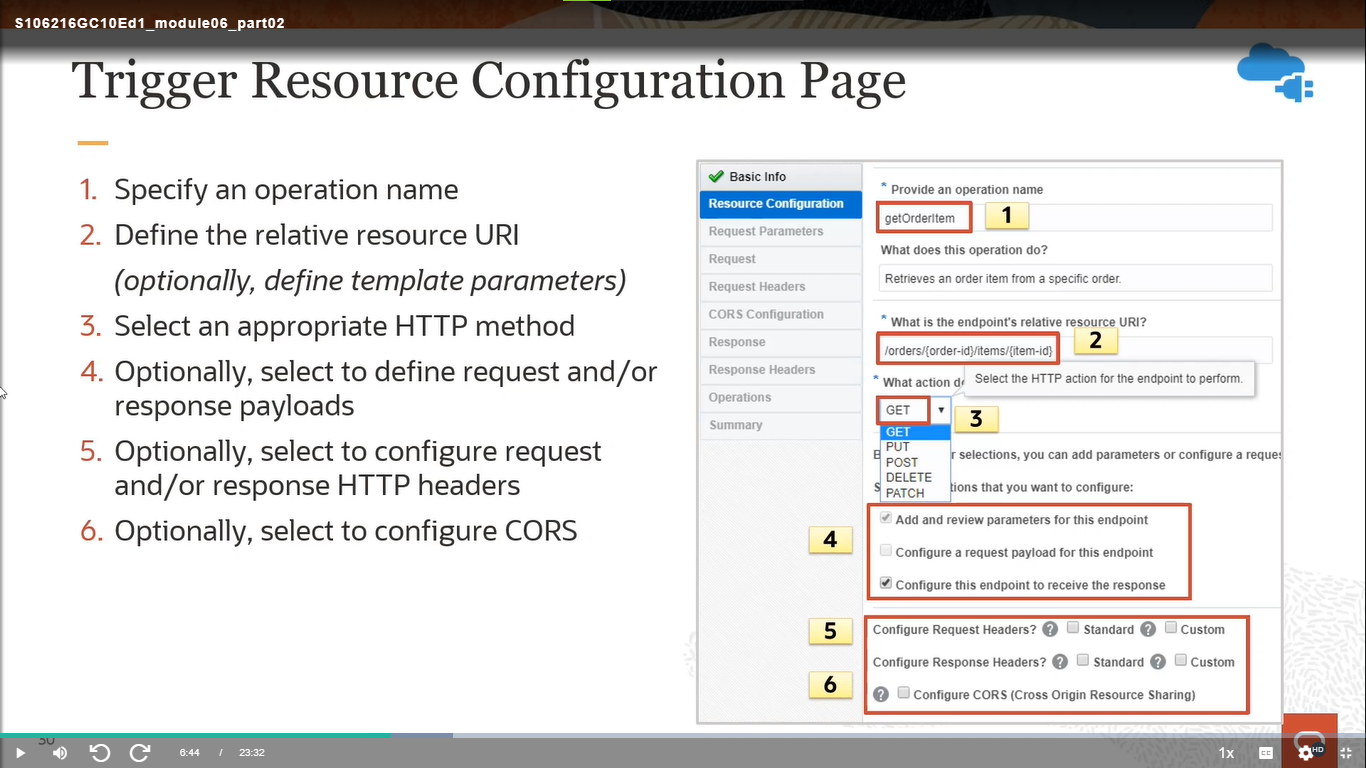 S106216GC10Ed1_module06_part02
Trigger Resource Configuration Page
1. Specify an operation name
2. Define the relative resource URI
(optionally, define template parameters)
3. Select an appropriate HTTP method
4. Optionally, select to define request and/or
response payloads
5. Optionally, select to configure request
and/or response HTTP headers
6. Optionally, select to configure CORS
Basic Info
Resource Configuration
Request Parameters
Request
Request Headers
CORS Configuration
Response
Response Headers
Operations
Summary
* Provide an operation name
getOrderItem
1
What does this operation do?
Retrieves an order item from a specific order.
* What is the endpoint's relative resource URI?
/orders/{order-id}/items/{item-id}
2
* What action do
Select the HTTP action for the endpoint to perform.
GET
3
GET
PUT
POST
DELETE
PATCH
r selections, you can add parameters or configure a reques
tions that you want to configure:
4
Add and review parameters for this endpoint
Configure a request payload for this endpoint
Configure this endpoint to receive the response
5
Configure Request Headers? ? Standard ? Custom
Configure Response Headers? ? Standard ? Custom
6
? Configure CORS (Cross Origin Resource Sharing)
30
6:44 / 23:32
1x
CC
HD